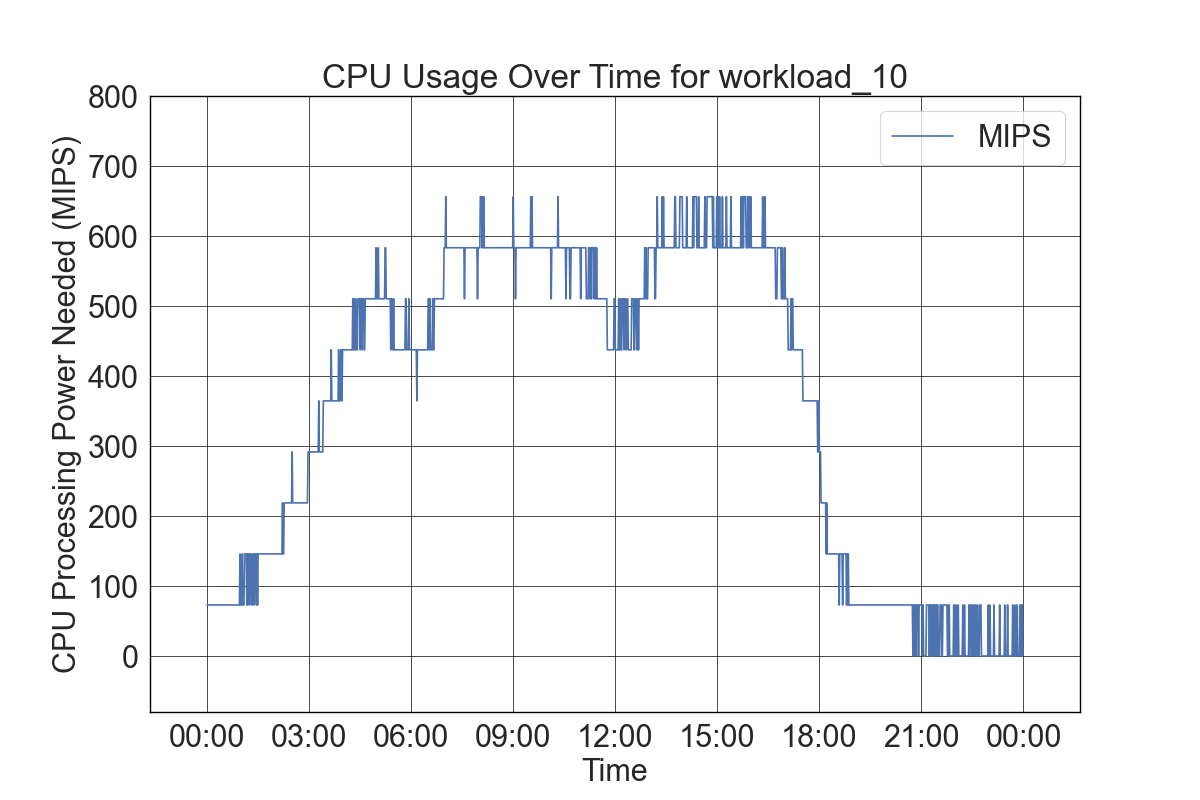 CPU Usage Over Time for workload_10
MIPS
CPU Processing Power Needed (MIPS)
800
700
600
500
400
300
200
100
0
00:00 03:00 06:00 09:00 12:00 15:00 18:00 21:00 00:00
Time